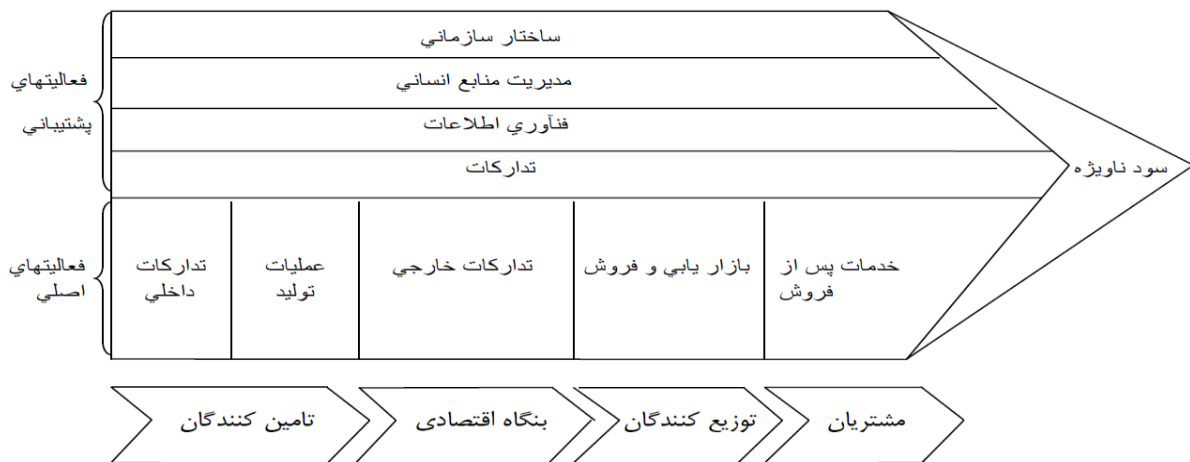 ساختار سازماني
مديريت منابع انساني
فنآوري اطلاعات
تداركات
فعاليتهاي
پشتيباني
سود ناويژه
فعاليتهاي
اصلي
تداركات
داخلي
عمليات
توليد
تداركات خارجي
بازار يابي و فروش
خدمات پس از
فروش
تامین کنندگان
بنگاه اقتصادی
توزیع کنندگان
مشتریان